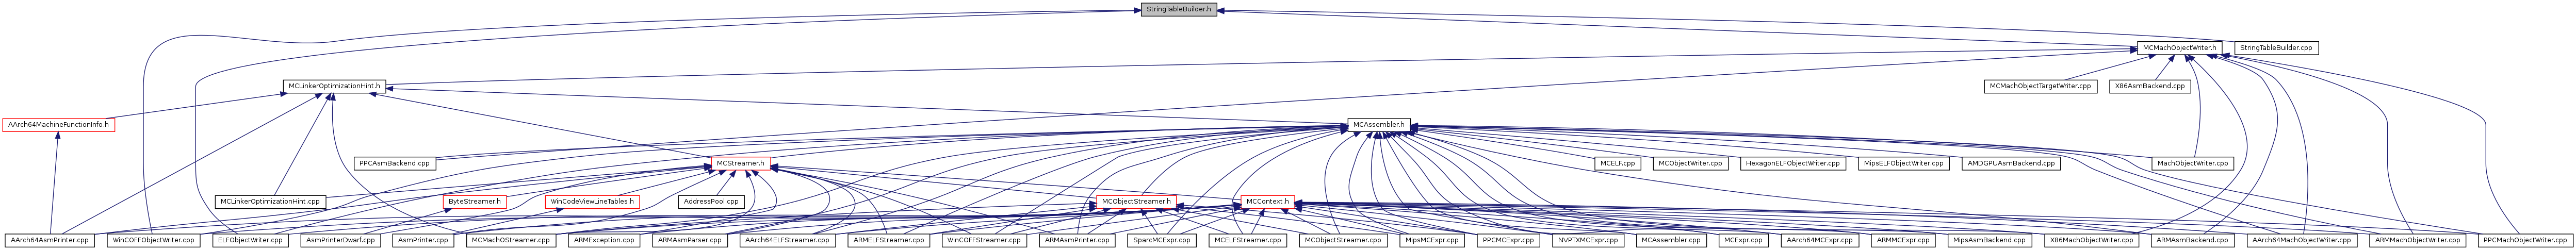 StringTableBuilder.h
MCMachObjectWriter.h
StringTableBuilder.cpp
MCLinkerOptimizationHint.h
MCMachObjectTargetWriter.cpp
X86AsmBackend.cpp
AArch64MachineFunctionInfo.h
MCAssembler.h
PPCAsmBackend.cpp
MCStreamer.h
MCELF.cpp
MCObjectWriter.cpp
HexagonELFObjectWriter.cpp
MipsELFObjectWriter.cpp
AMDGPUAsmBackend.cpp
MachObjectWriter.cpp
MCLinkerOptimizationHint.cpp
ByteStreamer.h
WinCodeViewLineTables.h
AddressPool.cpp
MCObjectStreamer.h
MCContext.h
AArch64AsmPrinter.cpp
WinCOFFObjectWriter.cpp
ELFObjectWriter.cpp
AsmPrinterDwarf.cpp
AsmPrinter.cpp
MCMachOStreamer.cpp
ARMException.cpp
ARMAsmParser.cpp
AArch64ELFStreamer.cpp
ARMELFStreamer.cpp
WinCOFFStreamer.cpp
ARMAsmPrinter.cpp
SparcMCExpr.cpp
MCELFStreamer.cpp
MCObjectStreamer.cpp
MipsMCExpr.cpp
PPCMCExpr.cpp
NVPTXMCExpr.cpp
MCAssembler.cpp
MCExpr.cpp
AArch64MCExpr.cpp
ARMMCExpr.cpp
MipsAsmBackend.cpp
X86MachObjectWriter.cpp
ARMAsmBackend.cpp
AArch64MachObjectWriter.cpp
ARMMachObjectWriter.cpp
PPCMachObjectWriter.cpp